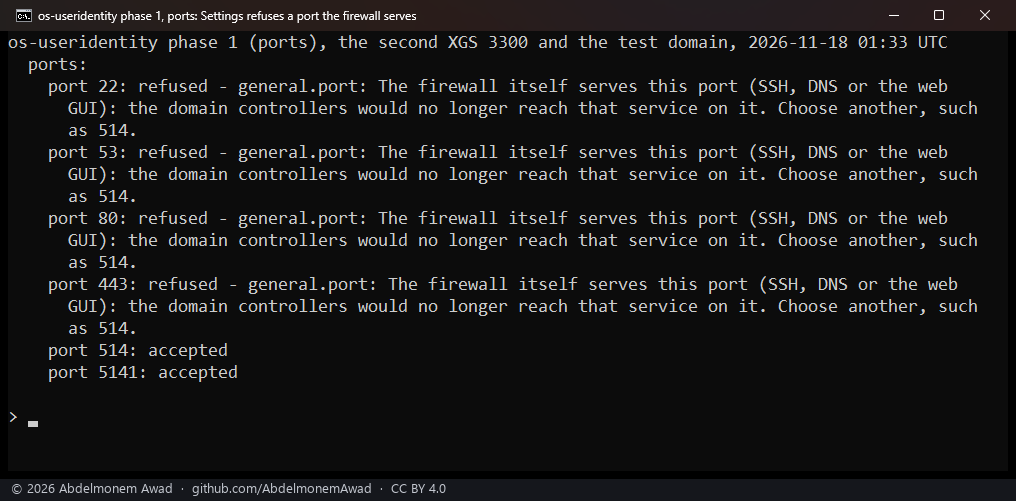 os-useridentity phase 1, ports: Settings refuses a port the firewall serves
os-useridentity phase 1 (ports), the second XGS 3300 and the test domain, 2026-11-18 01:33 UTC
ports:
port 22: refused - general.port: The firewall itself serves this port (SSH, DNS or the web
GUI): the domain controllers would no longer reach that service on it. Choose another, such
as 514.
port 53: refused - general.port: The firewall itself serves this port (SSH, DNS or the web
GUI): the domain controllers would no longer reach that service on it. Choose another, such
as 514.
port 80: refused - general.port: The firewall itself serves this port (SSH, DNS or the web
GUI): the domain controllers would no longer reach that service on it. Choose another, such
as 514.
port 443: refused - general.port: The firewall itself serves this port (SSH, DNS or the web
GUI): the domain controllers would no longer reach that service on it. Choose another, such
as 514.
port 514: accepted
port 5141: accepted
>
© 2026 Abdelmonem Awad · github.com/AbdelmonemAwad · CC BY 4.0